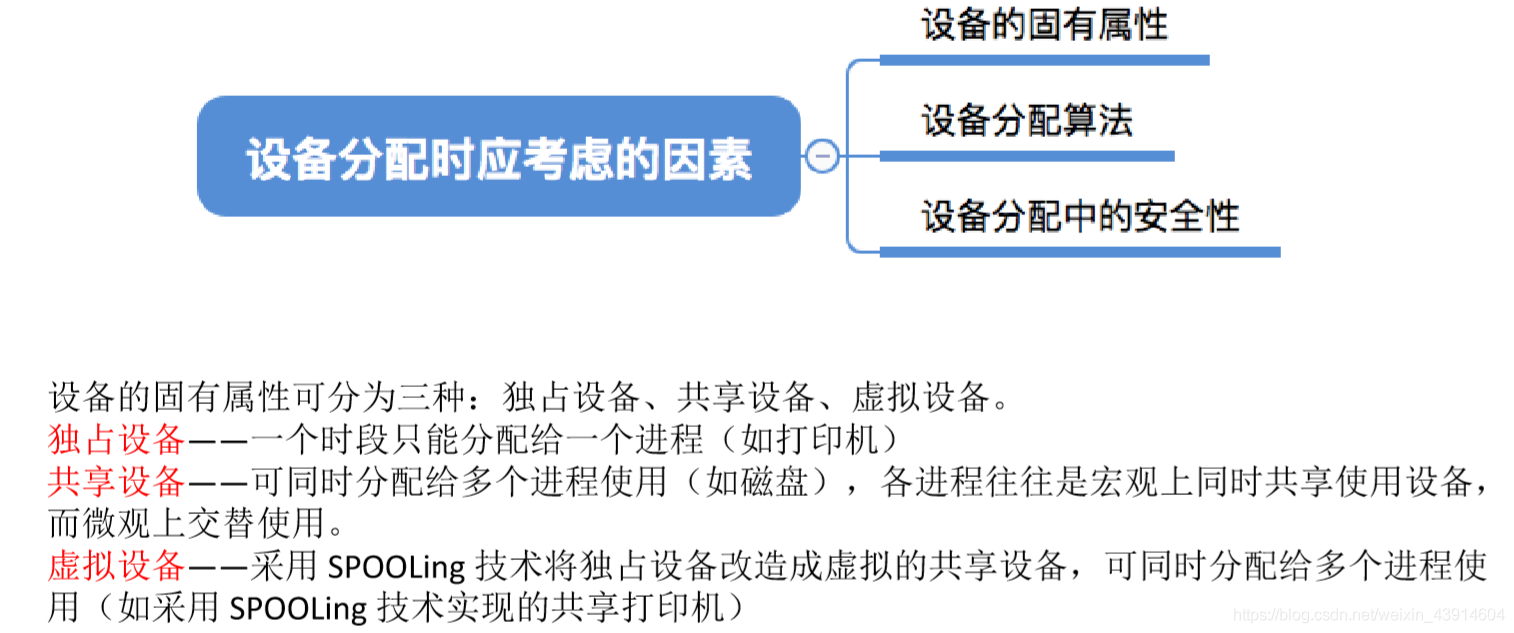 设备的固有属性
设备分配算法
设备分配时应考虑的因素
设备分配中的安全性
设备的固有属性可分为三种：独占设备、共享设备、虚拟设备。
独占设备——一个时段只能分配给一个进程（如打印机）
共享设备——可同时分配给多个进程使用（如磁盘），各进程往往是宏观上同时共享使用设备，
而微观上交替使用。
虚拟设备——采用 SPOOLing 技术将独占设备改造成虚拟的共享设备，可同时分配给多个进程使
用（如采用 SPOOLing 技术实现的共享打印机）
https://blog.csdn.net/weixin_43914604